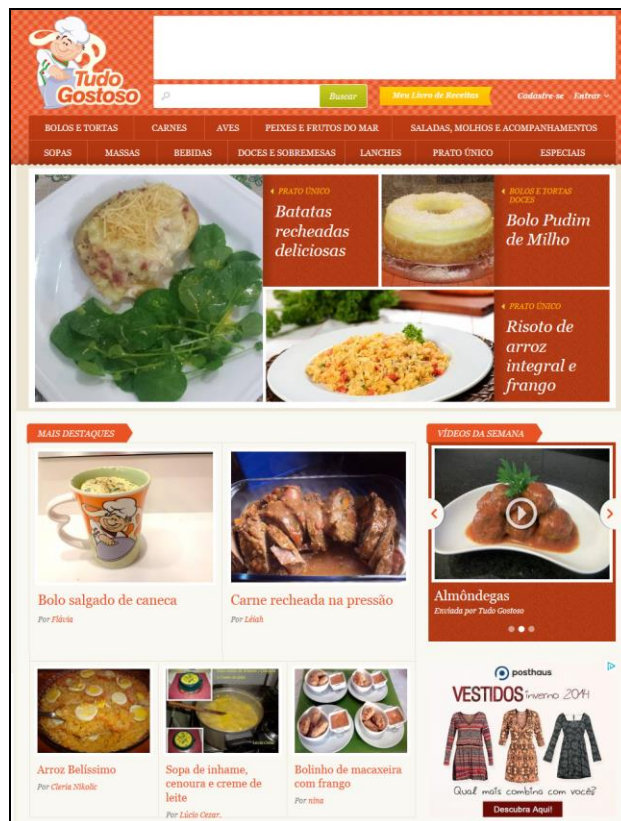 Tudo
Gostoso
Buscar
Meu Livro de Receitas
Cadastre-se
Entrar
BOLOS E TORTAS
CARNES
AVES
PEIXES E FRUTOS DO MAR
SALADAS, MOLHOS E ACOMPANHAMENTOS
SOPAS
MASSAS
BEBIDAS
DOCES E SOBREMESAS
LANCHES
PRATO ÚNICO
ESPECIAIS
PRATO ÚNICO
Batatas
recheadas
deliciosas
BOLOS E TORTAS
DOCES
Bolo Pudim
de Milho
PRATO ÚNICO
Risoto de
arroz
integral e
frango
MAIS DESTAQUES
Bolo salgado de caneca
Por Flávia
Carne recheada na pressão
Por Léiah
Arroz Belíssimo
Por Cleria Nikolic
Sopa de inhame,
cenoura e creme de
leite
Por Lúcio Cezar.
Bolinho de macaxeira
com frango
Por nina
VÍDEOS DA SEMANA
Almôndegas
Enviada por Tudo Gostoso
posthaus
VESTIDOS inverno 2014
Qual mais combina com você?
Descubra Aqui!